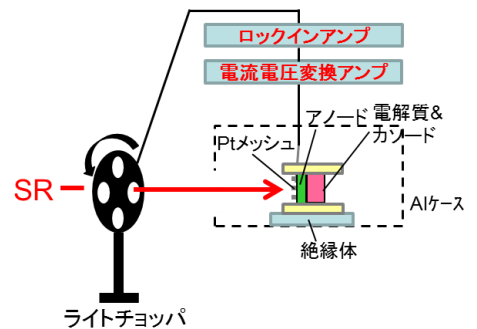 ロックインアンプ
電流電圧変換アンプ
アノード
電解質&
カソード
Ptメッシュ
SR
Alケース
絶縁体
ライトチョッパ